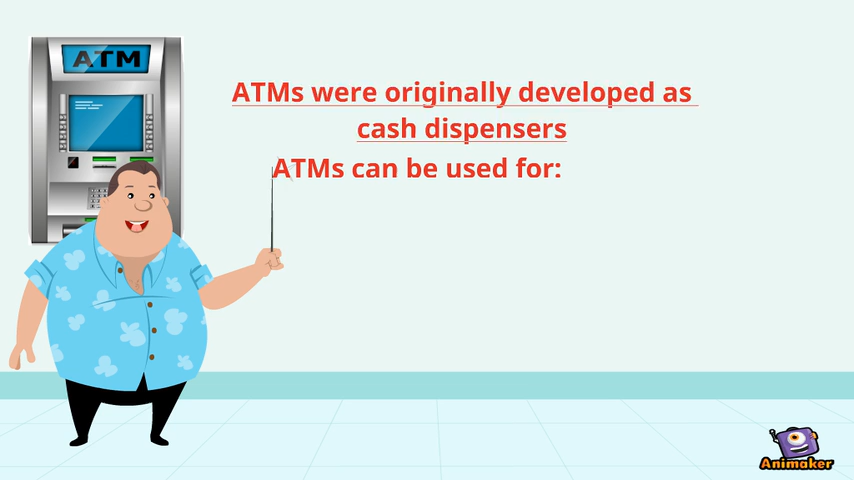 ATM
ATMs were originally developed as
cash dispensers
ATMs can be used for:
Animaker